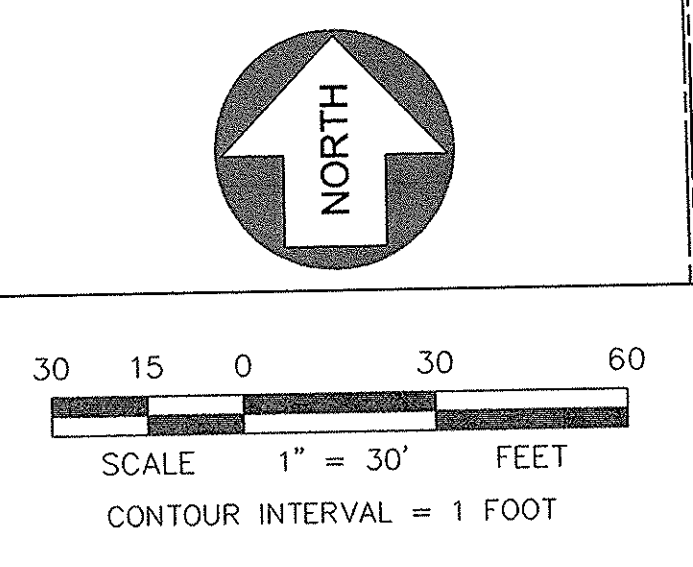 NORTH
30 15 0 30 60
SCALE 1" = 30' FEET
CONTOUR INTERVAL = 1 FOOT